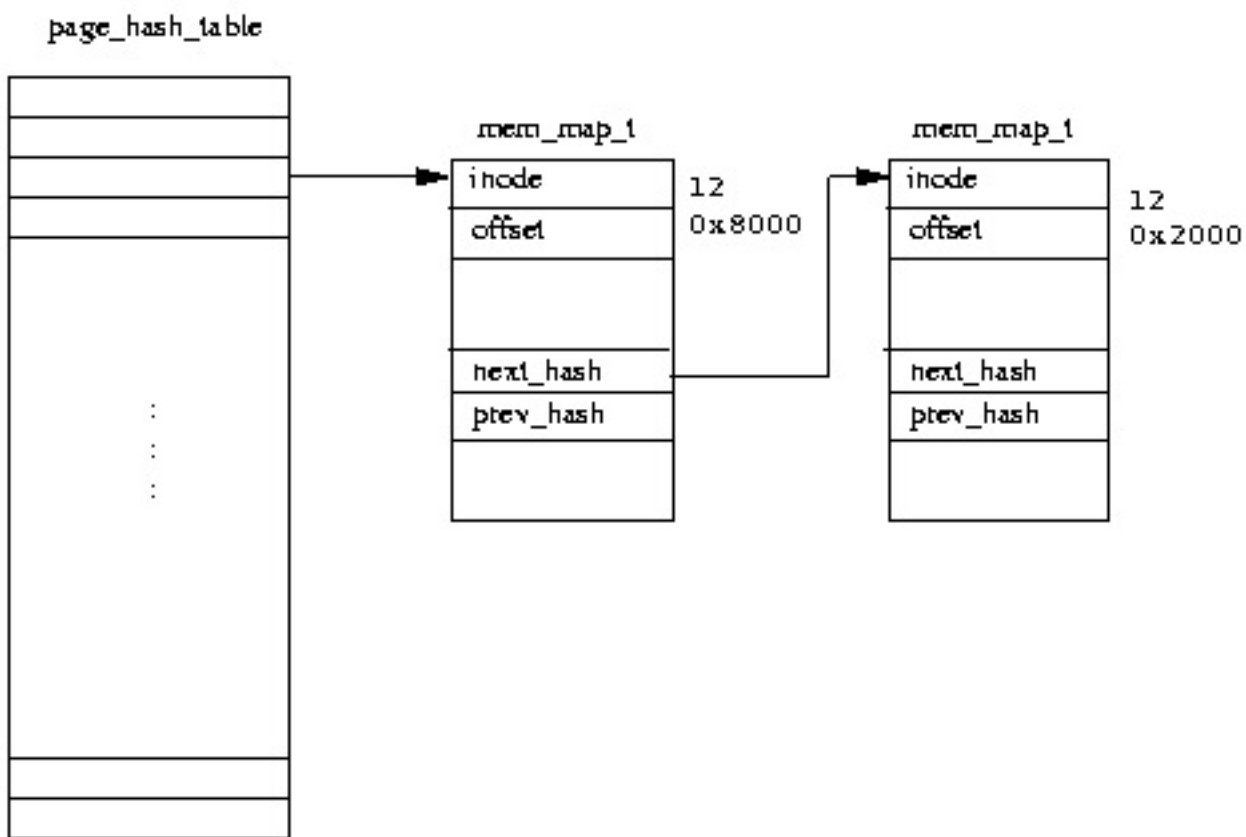 page_hash_table
mem_map_t
inode
12
offset
0x8000
next_hash
prev_hash
mem_map_t
inode
12
offset
0x2000
next_hash
prev_hash
:
:
: